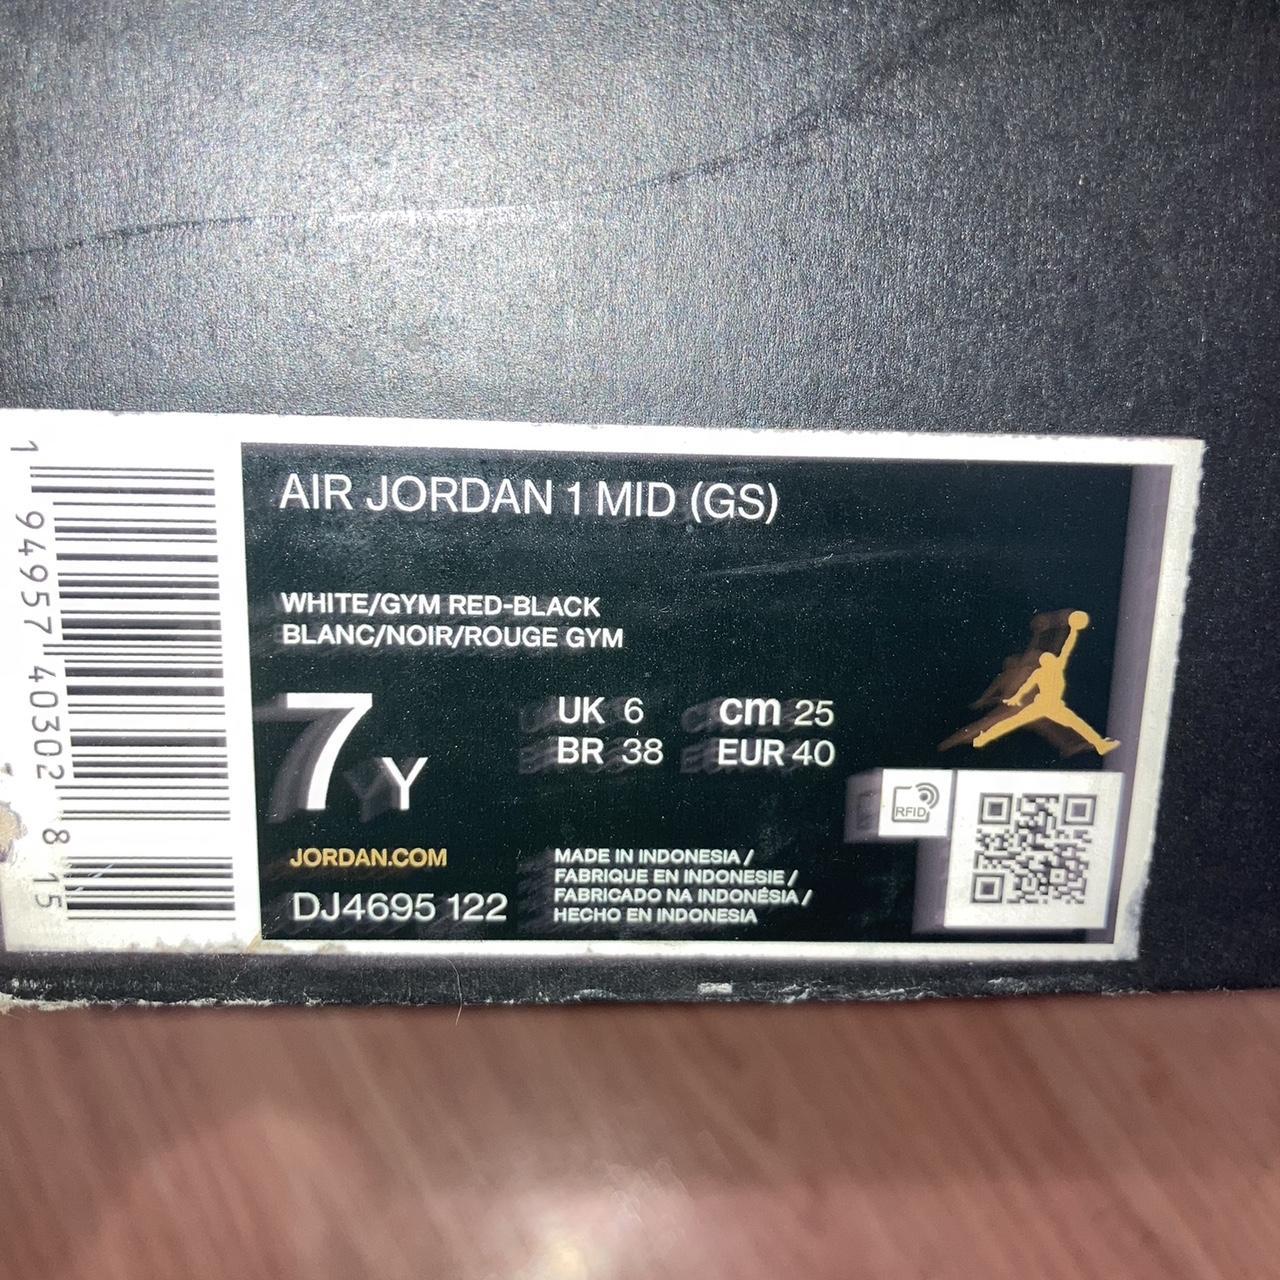 AIR JORDAN 1 MID (GS)
WHITE/GYM RED-BLACK
BLANC/NOIR/ROUGE GYM
7Y
UK 6
BR 38
cm 25
EUR 40
RFID
JORDAN.COM
DJ4695 122
MADE IN INDONESIA /
FABRIQUE EN INDONESIE /
FABRICADO NA INDONÉSIA /
HECHO EN INDONESIA
1 94957 40302 8 15